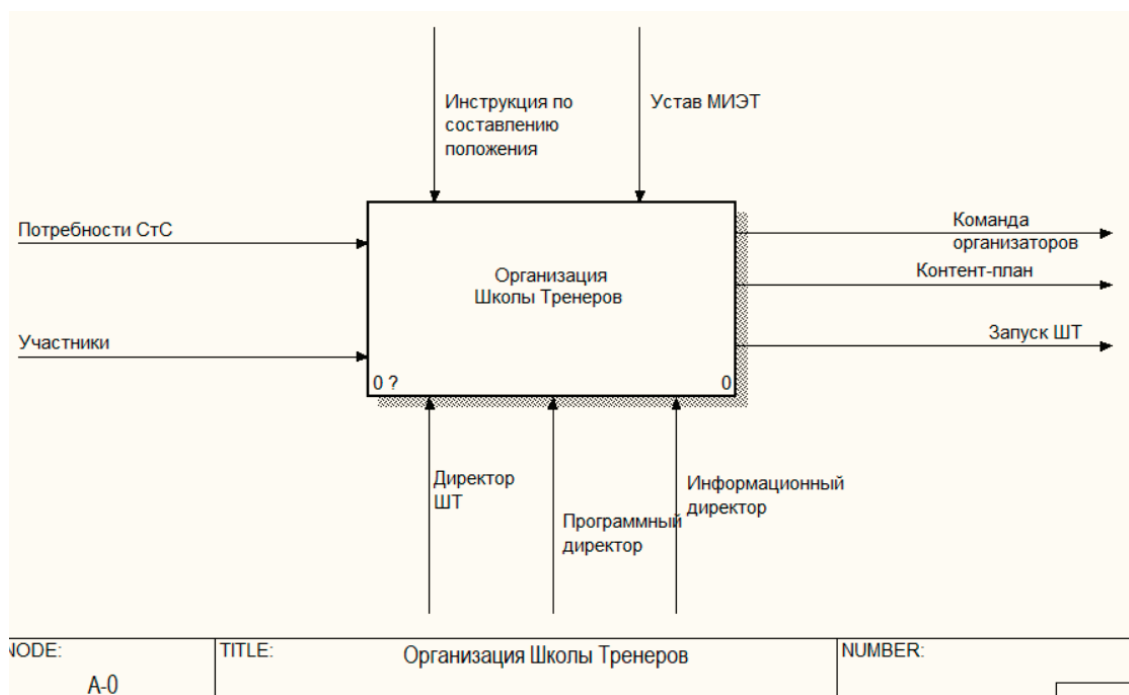 Инструкция по
составлению
положения
Устав МИЭТ
Потребности СтС
Участники
Организация
Школы Тренеров
0 ?
0
Команда
организаторов
Контент-план
Запуск ШТ
Директор
ШТ
Программный
директор
Информационный
директор
NODE:
A-0
TITLE:
Организация Школы Тренеров
NUMBER: